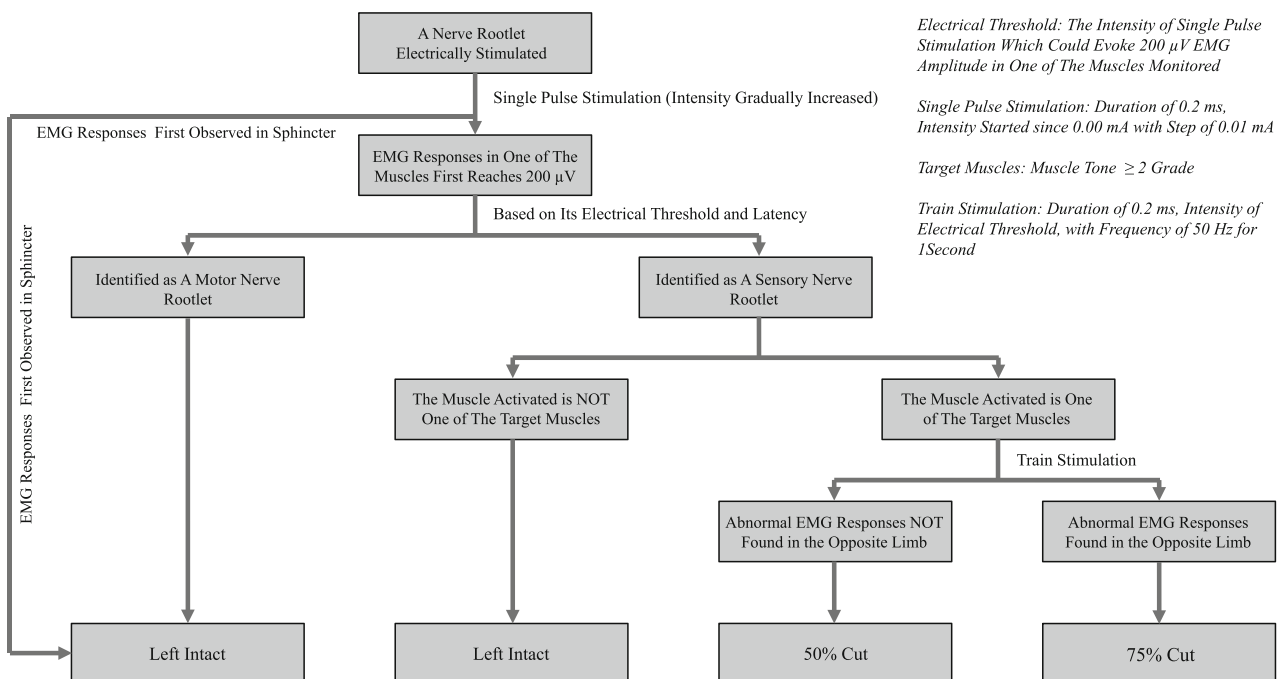 A Nerve Rootlet
Electrically Stimulated
Single Pulse Stimulation (Intensity Gradually Increased)
EMG Responses First Observed in Sphincter
EMG Responses First Observed in Sphincter
EMG Responses in One of The
Muscles First Reaches 200 µV
Based on Its Electrical Threshold and Latency
Identified as A Motor Nerve
Rootlet
Identified as A Sensory Nerve
Rootlet
The Muscle Activated is NOT
One of The Target Muscles
The Muscle Activated is One
of The Target Muscles
Train Stimulation
Abnormal EMG Responses NOT
Found in the Opposite Limb
Abnormal EMG Responses
Found in the Opposite Limb
Left Intact
Left Intact
50% Cut
75% Cut
Electrical Threshold: The Intensity of Single Pulse
Stimulation Which Could Evoke 200 µV EMG
Amplitude in One of The Muscles Monitored
Single Pulse Stimulation: Duration of 0.2 ms,
Intensity Started since 0.00 mA with Step of 0.01 mA
Target Muscles: Muscle Tone ≥ 2 Grade
Train Stimulation: Duration of 0.2 ms, Intensity of
Electrical Threshold, with Frequency of 50 Hz for
1Second